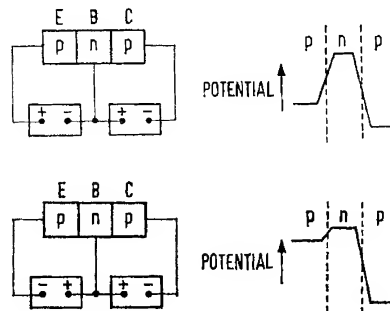 E B C
p n p
+ - + -
POTENTIAL
p n p
E B C
p n p
- + + -
POTENTIAL
p n p